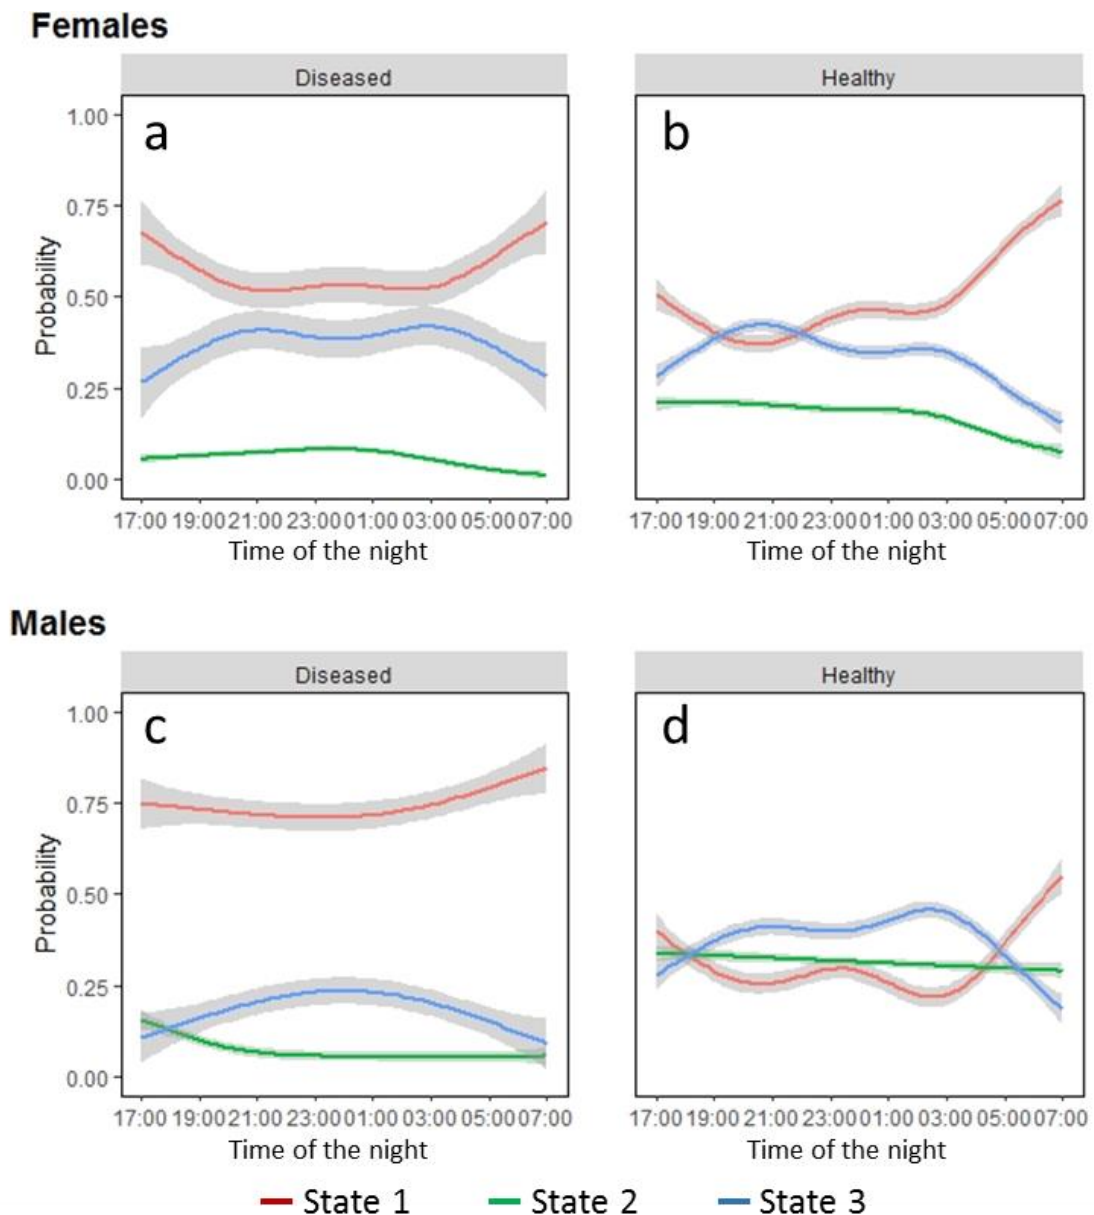 Females
Diseased Healthy
a b
1.00
0.75
0.50
0.25
0.00
Probability
17:00 19:00 21:00 23:00 01:00 03:00 05:00 07:00 17:00 19:00 21:00 23:00 01:00 03:00 05:00 07:00
Time of the night Time of the night
Males
Diseased Healthy
c d
1.00
0.75
0.50
0.25
0.00
Probability
17:00 19:00 21:00 23:00 01:00 03:00 05:00 07:00 17:00 19:00 21:00 23:00 01:00 03:00 05:00 07:00
Time of the night Time of the night
State 1 State 2 State 3